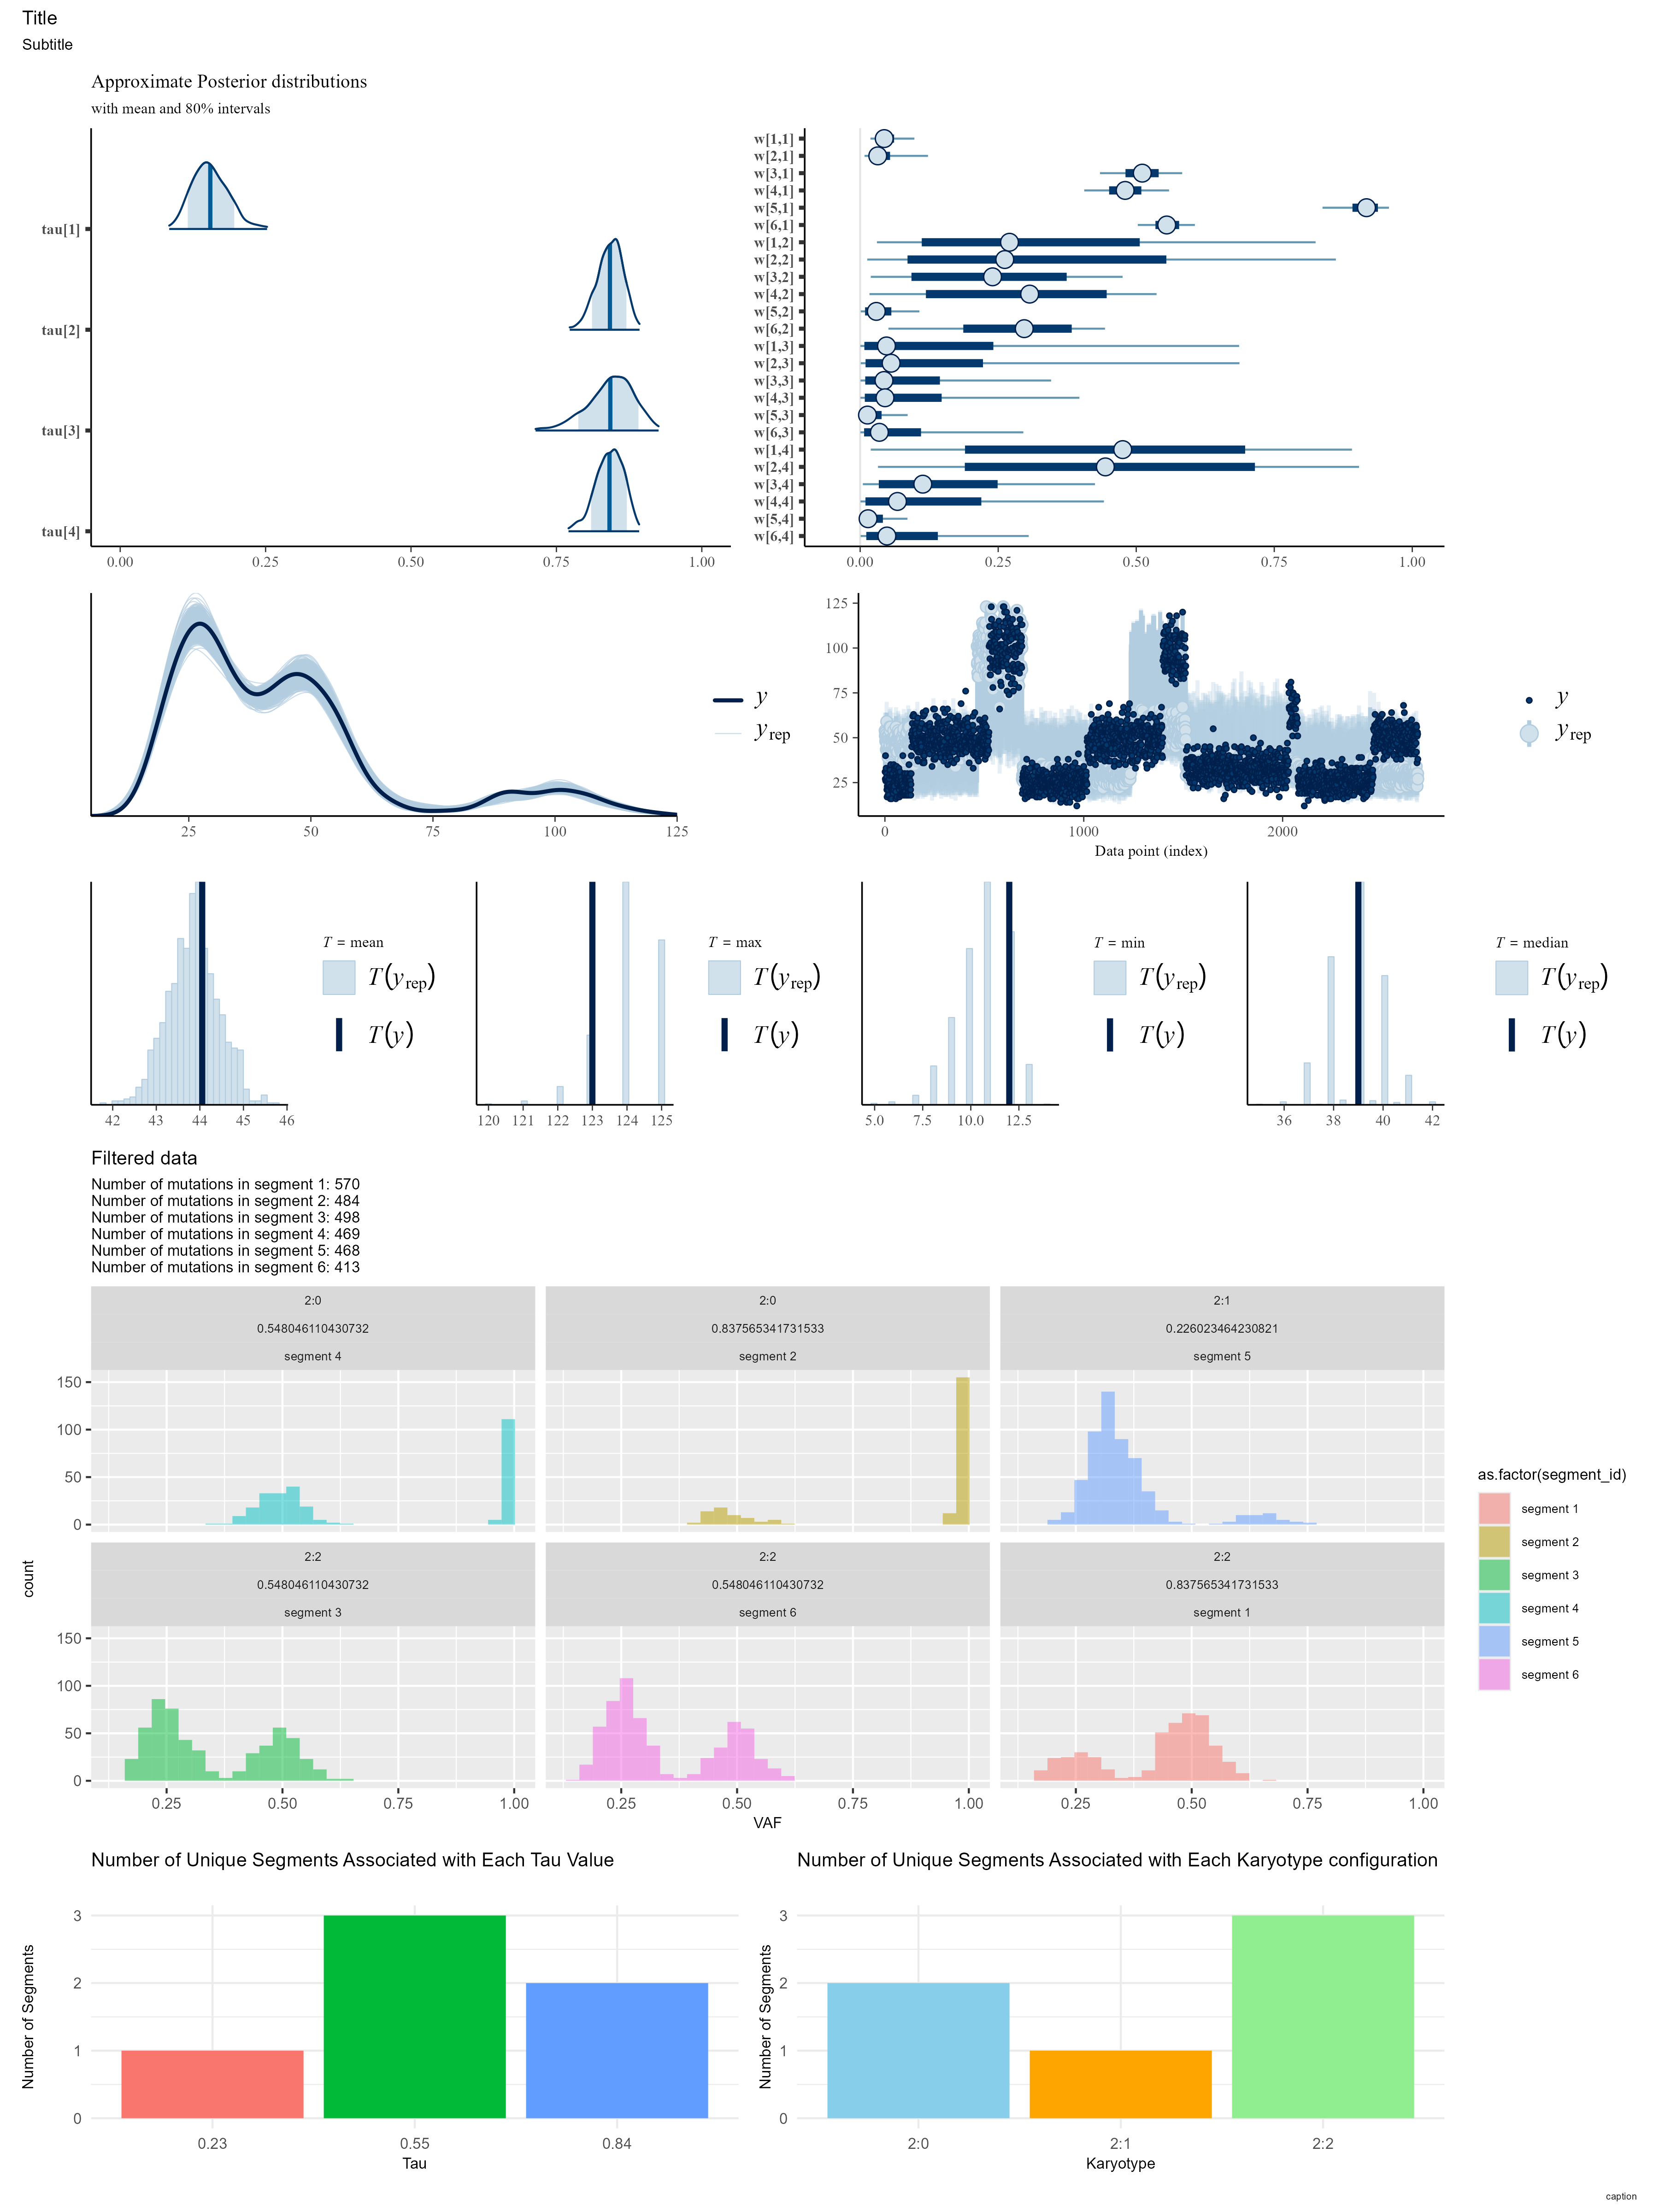 Title
Subtitle
Approximate Posterior distributions
with mean and 80% intervals
tau[1]
tau[2]
tau[3]
tau[4]
0.00 0.25 0.50 0.75 1.00
w[1,1]
w[2,1]
w[3,1]
w[4,1]
w[5,1]
w[6,1]
w[1,2]
w[2,2]
w[3,2]
w[4,2]
w[5,2]
w[6,2]
w[1,3]
w[2,3]
w[3,3]
w[4,3]
w[5,3]
w[6,3]
w[1,4]
w[2,4]
w[3,4]
w[4,4]
w[5,4]
w[6,4]
0.00 0.25 0.50 0.75 1.00
y
yrep
25 50 75 100 125
125
100
75
50
25
0 1000 2000
Data point (index)
y
yrep
T = mean
T(yrep)
T(y)
42 43 44 45 46
T = max
T(yrep)
T(y)
120 121 122 123 124 125
T = min
T(yrep)
T(y)
5.0 7.5 10.0 12.5
T = median
T(yrep)
T(y)
36 38 40 42
Filtered data
Number of mutations in segment 1: 570
Number of mutations in segment 2: 484
Number of mutations in segment 3: 498
Number of mutations in segment 4: 469
Number of mutations in segment 5: 468
Number of mutations in segment 6: 413
2:0 2:0 2:1
0.548046110430732 0.837565341731533 0.226023464230821
segment 4 segment 2 segment 5
150
100
50
0
2:2 2:2 2:2
0.548046110430732 0.548046110430732 0.837565341731533
segment 3 segment 6 segment 1
150
100
50
0
count
0.25 0.50 0.75 1.00 0.25 0.50 0.75 1.00 0.25 0.50 0.75 1.00
VAF
as.factor(segment_id)
segment 1
segment 2
segment 3
segment 4
segment 5
segment 6
Number of Unique Segments Associated with Each Tau Value
Number of Segments
3
2
1
0
0.23 0.55 0.84
Tau
Number of Unique Segments Associated with Each Karyotype configuration
Number of Segments
3
2
1
0
2:0 2:1 2:2
Karyotype
caption